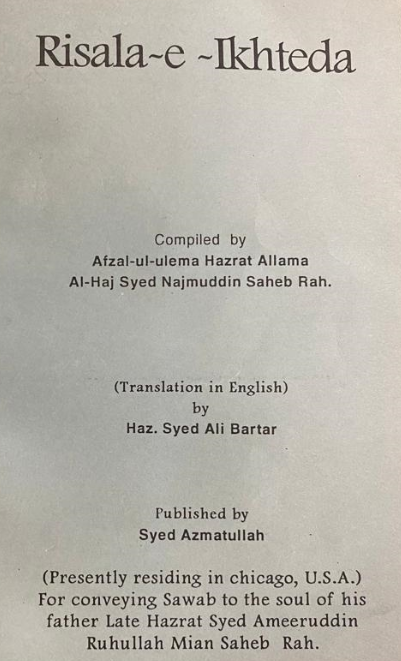 Risala~e ~Ikhteda
Compiled by
Afzal-ul-ulema Hazrat Allama
Al-Haj Syed Najmuddin Saheb Rah.
(Translation in English)
by
Haz. Syed Ali Bartar
Published by
Syed Azmatullah
(Presently residing in chicago, U.S.A.)
For conveying Sawab to the soul of his
father Late Hazrat Syed Ameeruddin
Ruhullah Mian Saheb Rah.